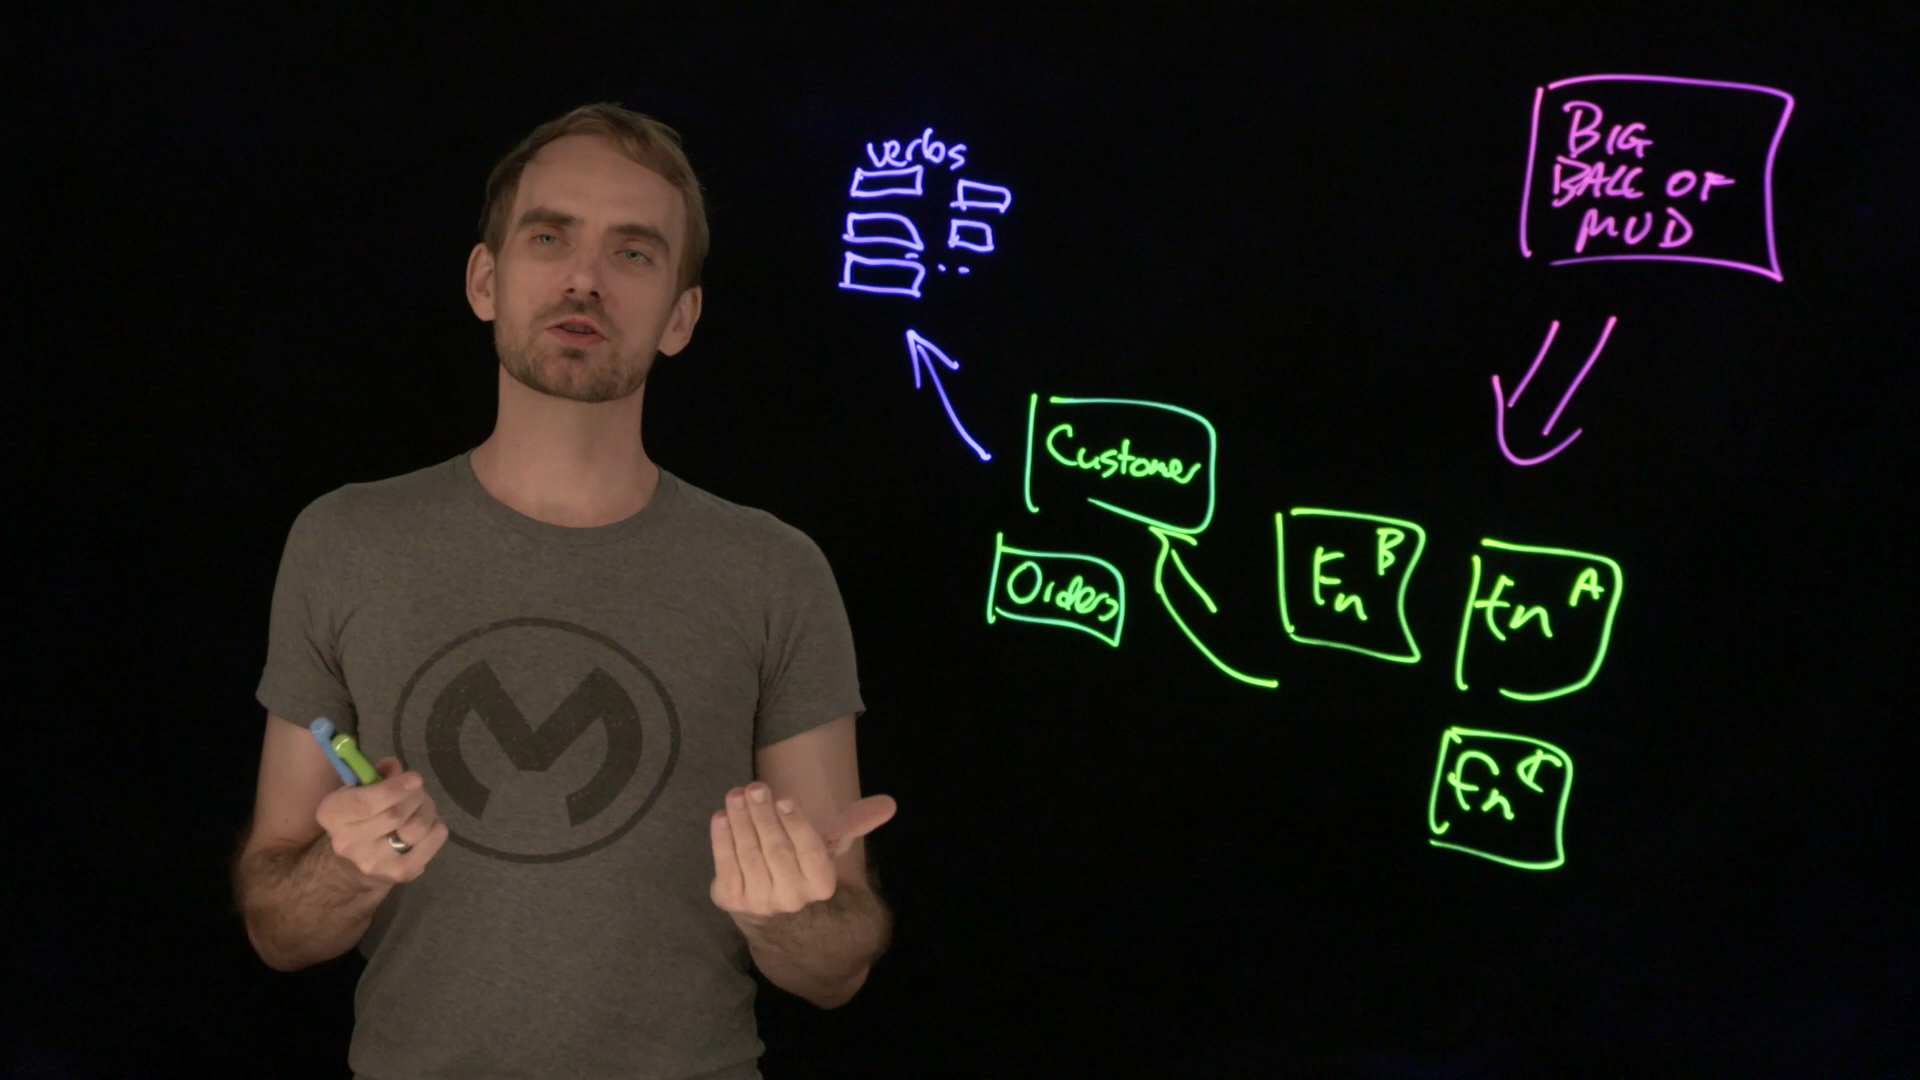 verbs
BIG
BALL OF
MUD
Customer
Orders
Fn B
Fn A
Fn C
M